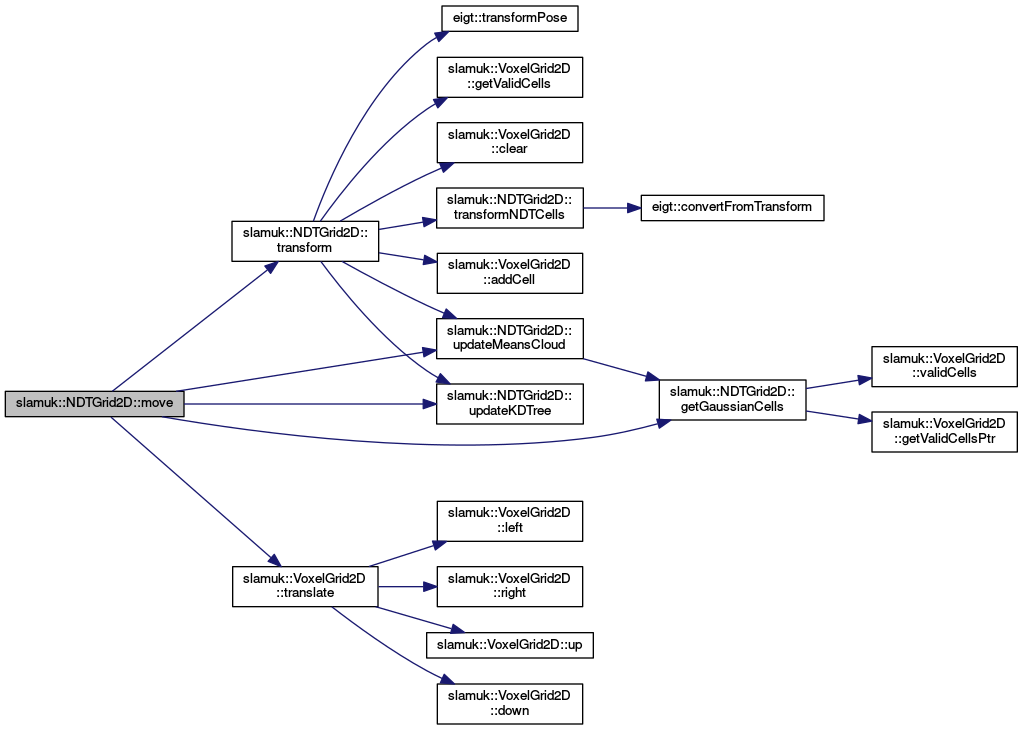 eigt::transformPose
slamuk::VoxelGrid2D
::getValidCells
slamuk::VoxelGrid2D
::clear
slamuk::NDTGrid2D::
transformNDTCells
eigt::convertFromTransform
slamuk::NDTGrid2D::
transform
slamuk::VoxelGrid2D
::addCell
slamuk::NDTGrid2D::
updateMeansCloud
slamuk::VoxelGrid2D
::validCells
slamuk::NDTGrid2D::move
slamuk::NDTGrid2D::
updateKDTree
slamuk::NDTGrid2D::
getGaussianCells
slamuk::VoxelGrid2D
::getValidCellsPtr
slamuk::VoxelGrid2D
::left
slamuk::VoxelGrid2D
::translate
slamuk::VoxelGrid2D
::right
slamuk::VoxelGrid2D::up
slamuk::VoxelGrid2D
::down